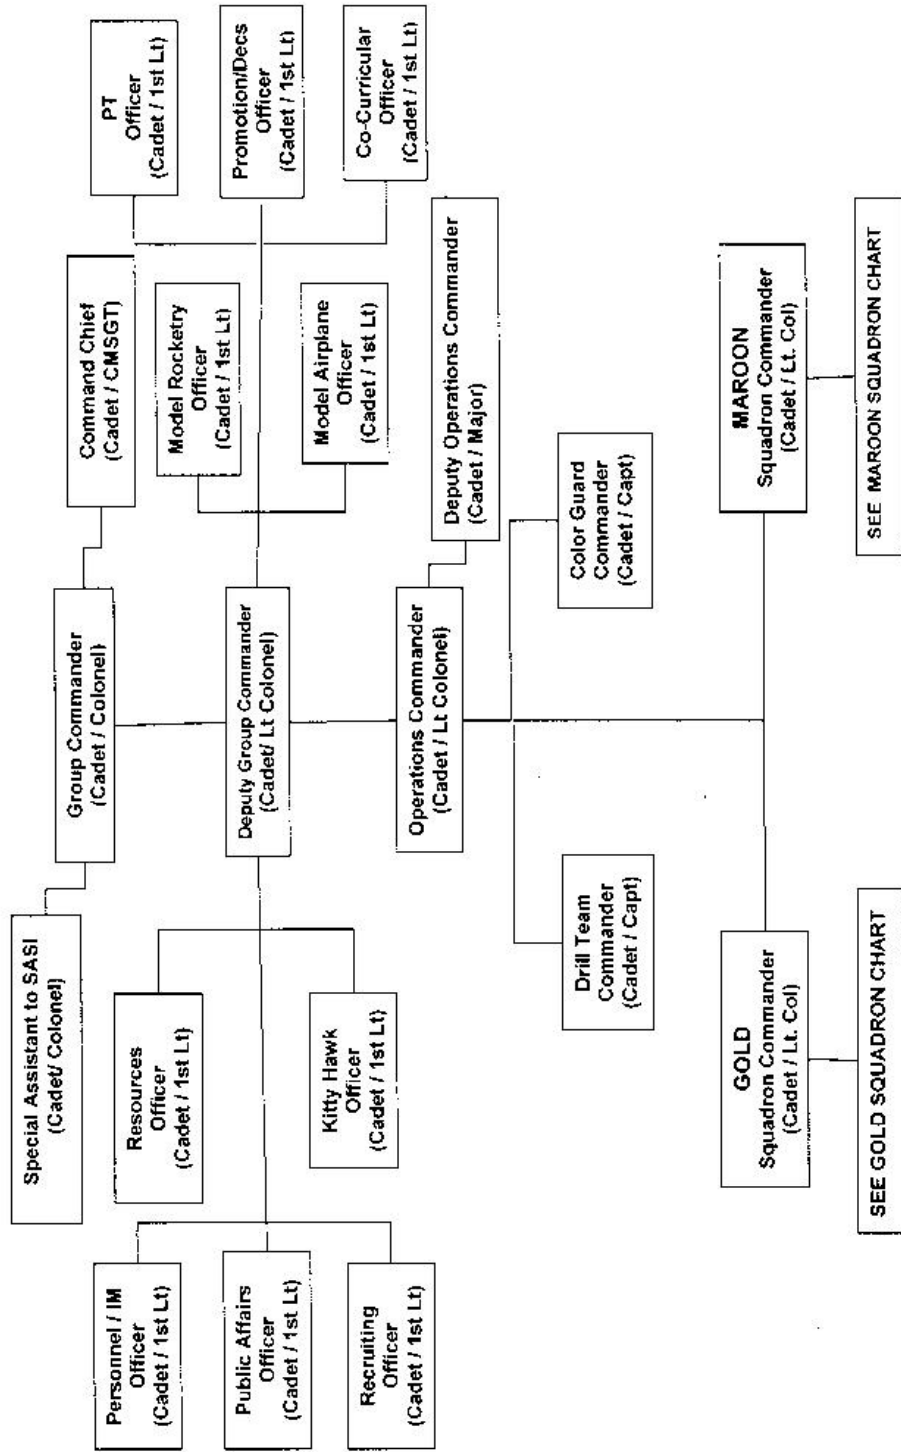 Special Assistant to SASI
(Cadet/ Colonel)
Group Commander
(Cadet / Colonel)
Command Chief
(Cadet / CMSGT)
Personnel / IM
Officer
(Cadet / 1st Lt)
Public Affairs
Officer
(Cadet / 1st Lt)
Recruiting
Officer
(Cadet / 1st Lt)
Resources
Officer
(Cadet / 1st Lt)
Kitty Hawk
Officer
(Cadet / 1st Lt)
Deputy Group Commander
(Cadet/ Lt Colonel)
Model Rocketry
Officer
(Cadet / 1st Lt)
Model Airplane
Officer
(Cadet / 1st Lt)
PT
Officer
(Cadet / 1st Lt)
Promotion/Decs
Officer
(Cadet / 1st Lt)
Co-Curricular
Officer
(Cadet / 1st Lt)
Operations Commander
(Cadet / Lt Colonel)
Deputy Operations Commander
(Cadet / Major)
Drill Team
Commander
(Cadet / Capt)
Color Guard
Commander
(Cadet / Capt)
GOLD
Squadron Commander
(Cadet / Lt. Col)
SEE GOLD SQUADRON CHART
MAROON
Squadron Commander
(Cadet / Lt. Col)
SEE MAROON SQUADRON CHART